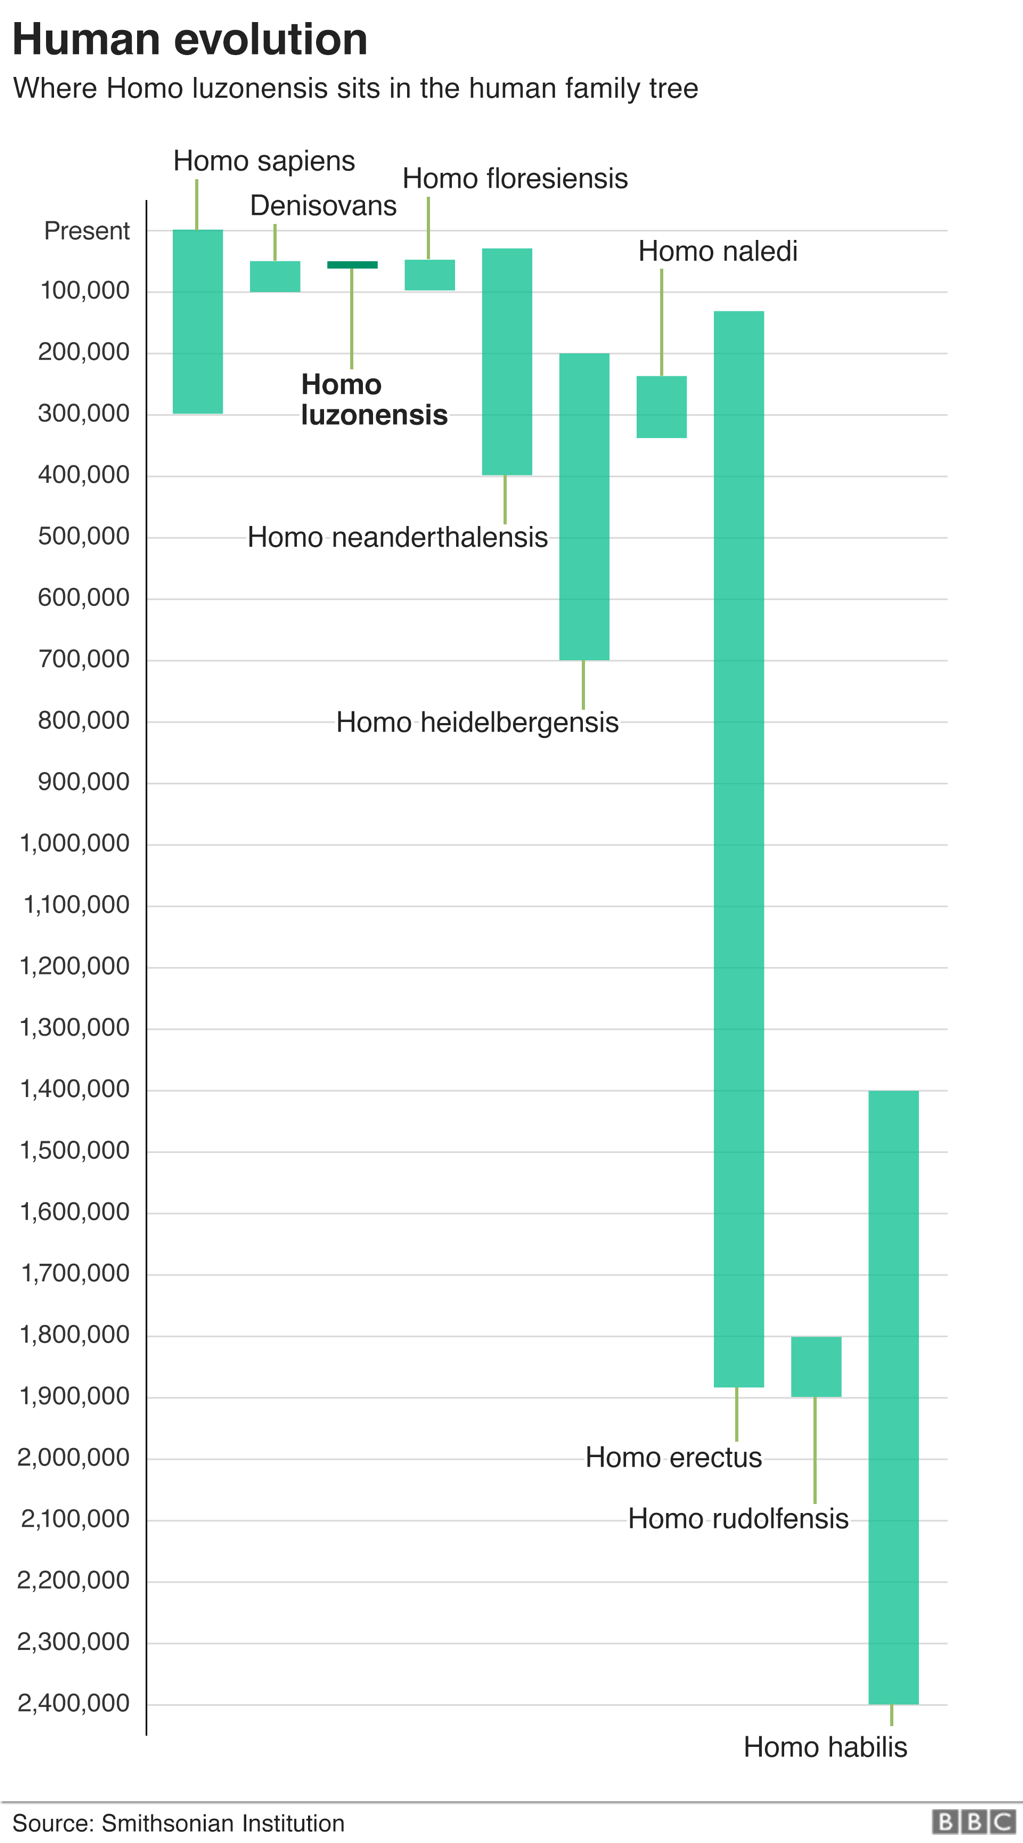 Human evolution
Where Homo luzonensis sits in the human family tree
Homo sapiens
Homo floresiensis
Denisovans
Present
Homo naledi
100,000
200,000
Homo
luzonensis
300,000
400,000
500,000
Homo neanderthalensis
600,000
700,000
800,000
Homo heidelbergensis
900,000
1,000,000
1,100,000
1,200,000
1,300,000
1,400,000
1,500,000
1,600,000
1,700,000
1,800,000
1,900,000
2,000,000
Homo erectus
2,100,000
Homo rudolfensis
2,200,000
2,300,000
2,400,000
Homo habilis
Source: Smithsonian Institution
BBC